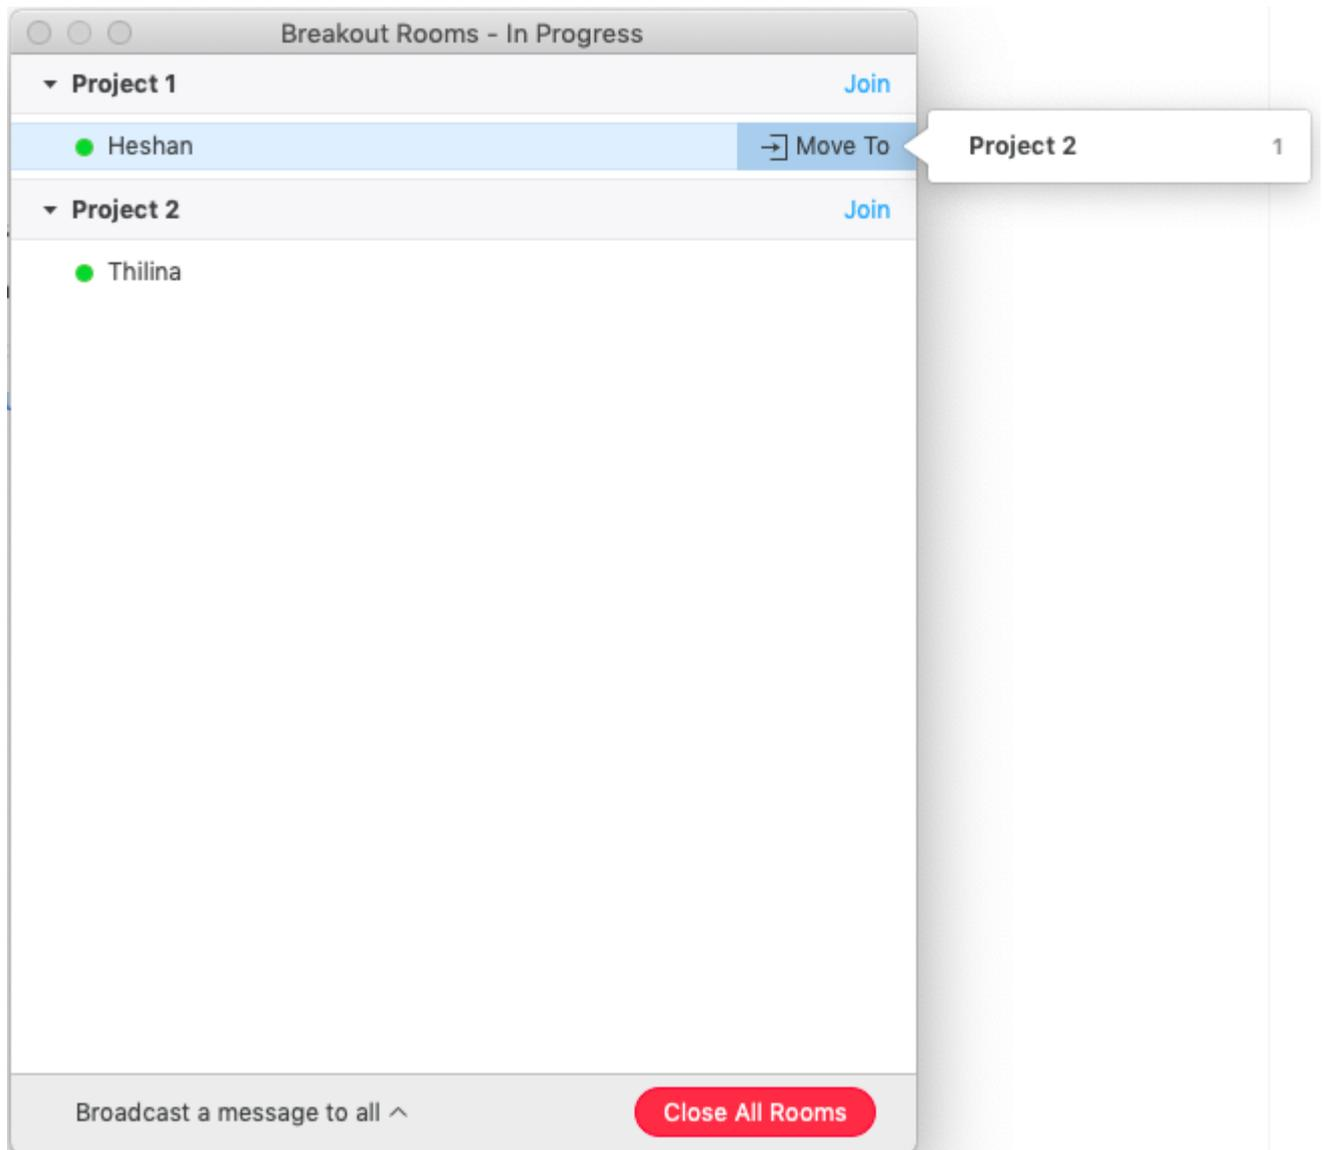 Breakout Rooms - In Progress
Project 1 Join
Heshan Move To Project 2 1
Project 2 Join
Thilina
Broadcast a message to all Close All Rooms